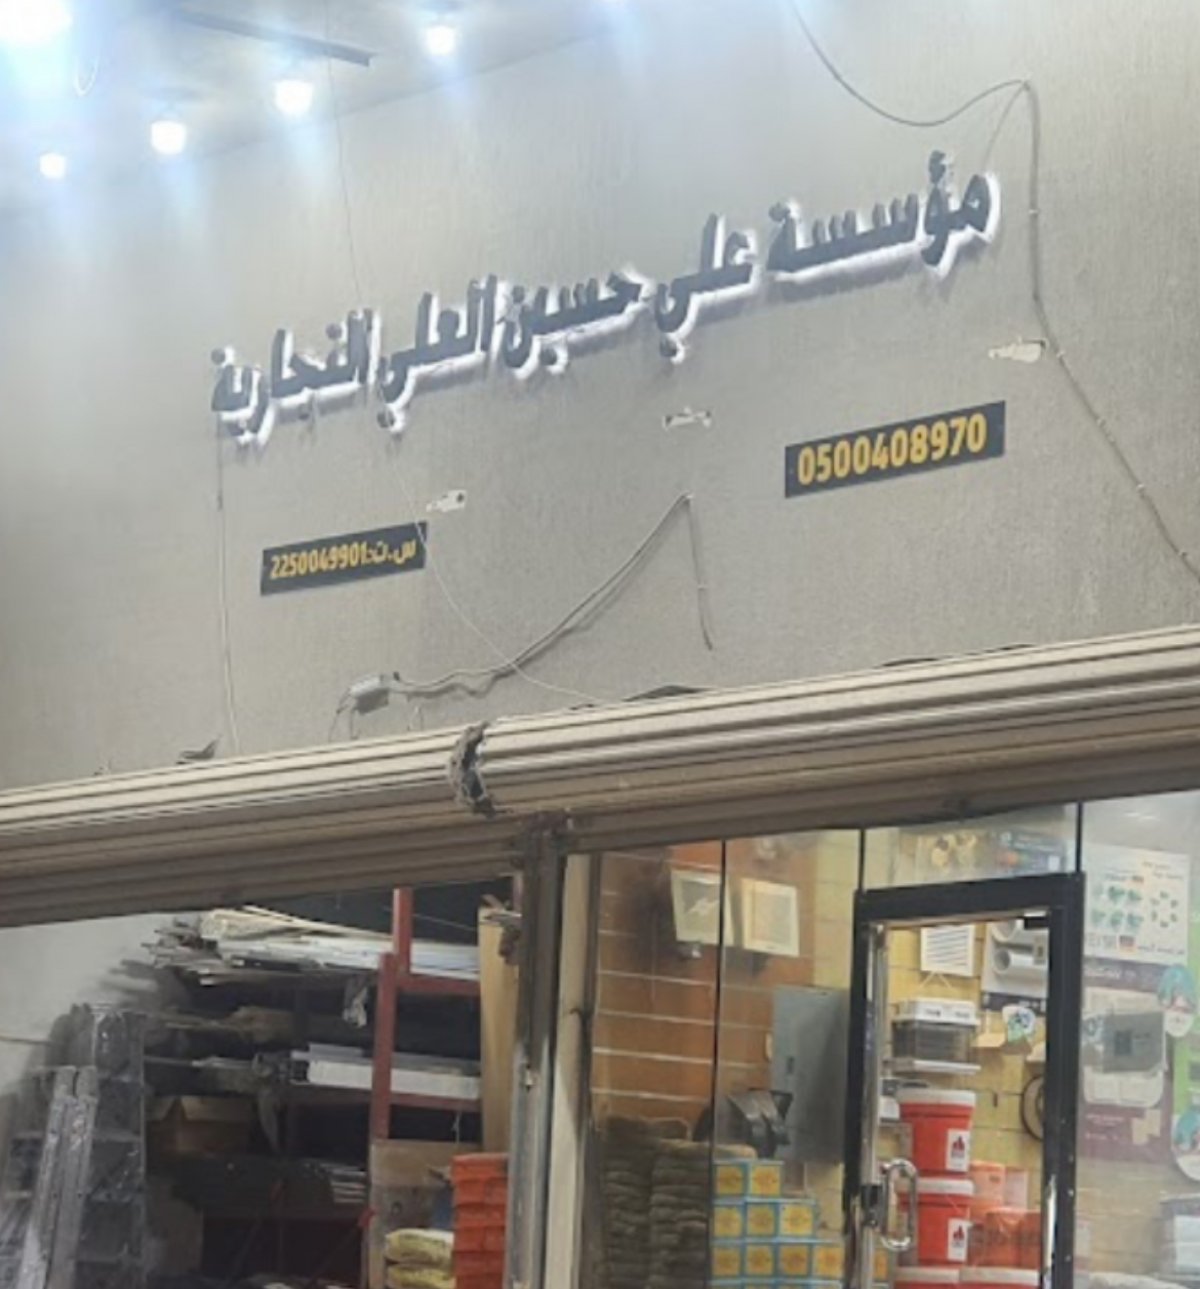 مؤسسة علي حسين العلي التجارية
0500408970
س.ت:2250049901